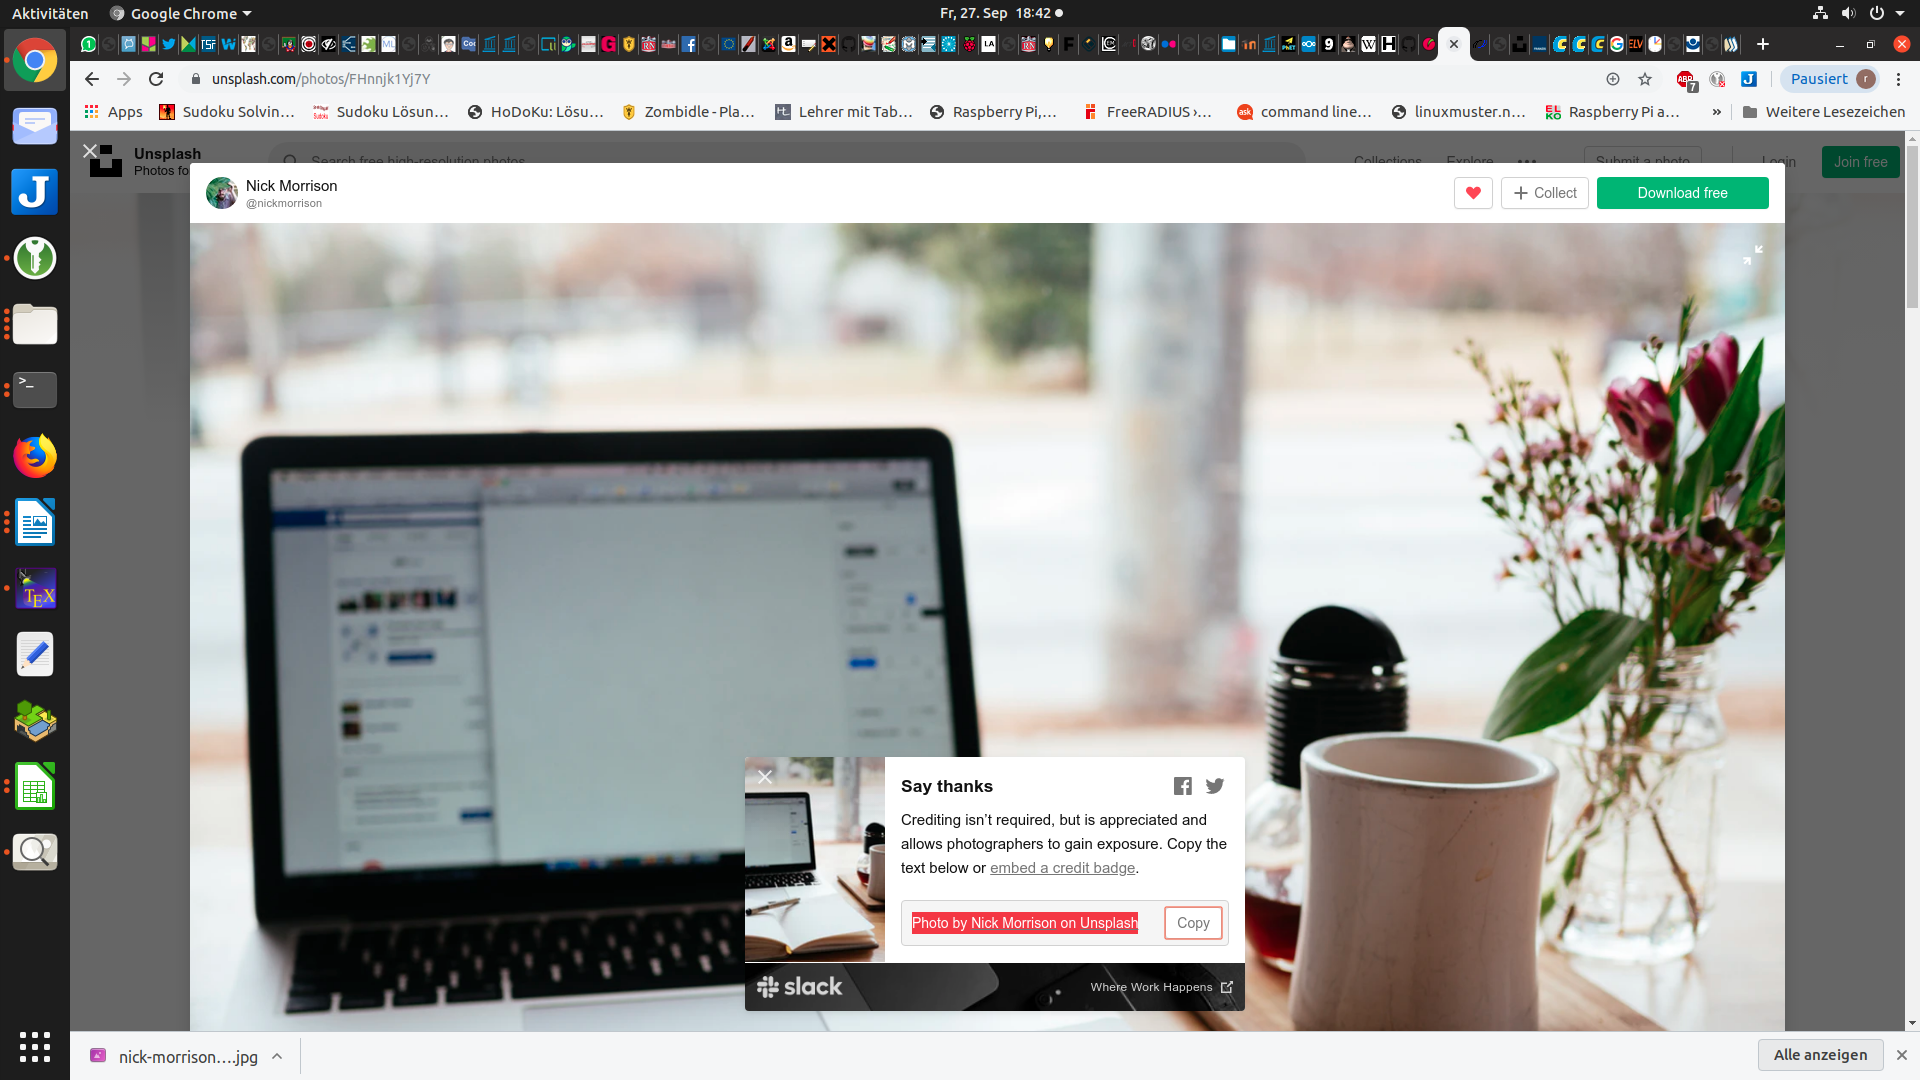 Aktivitäten
Google Chrome
Fr, 27. Sep 18:42
unsplash.com/photos/FHnnjk1Yj7Y
7
Pausiert
r
Apps
Sudoku Solvin…
Sudoku Lösun…
HoDoKu: Lösu…
Zombidle - Pla…
Lehrer mit Tab…
Raspberry Pi,…
FreeRADIUS ›…
command line…
linuxmuster.n…
Raspberry Pi a…
»
Weitere Lesezeichen
Unsplash
Photos fo
Search free high-resolution photos
Collections
Explore
Submit a photo
Login
Join free
Nick Morrison
@nickmorrison
Collect
Download free
Say thanks
Crediting isn't required, but is appreciated and
allows photographers to gain exposure. Copy the
text below or embed a credit badge.
Photo by Nick Morrison on Unsplash
Copy
slack
Where Work Happens
nick-morrison….jpg
Alle anzeigen